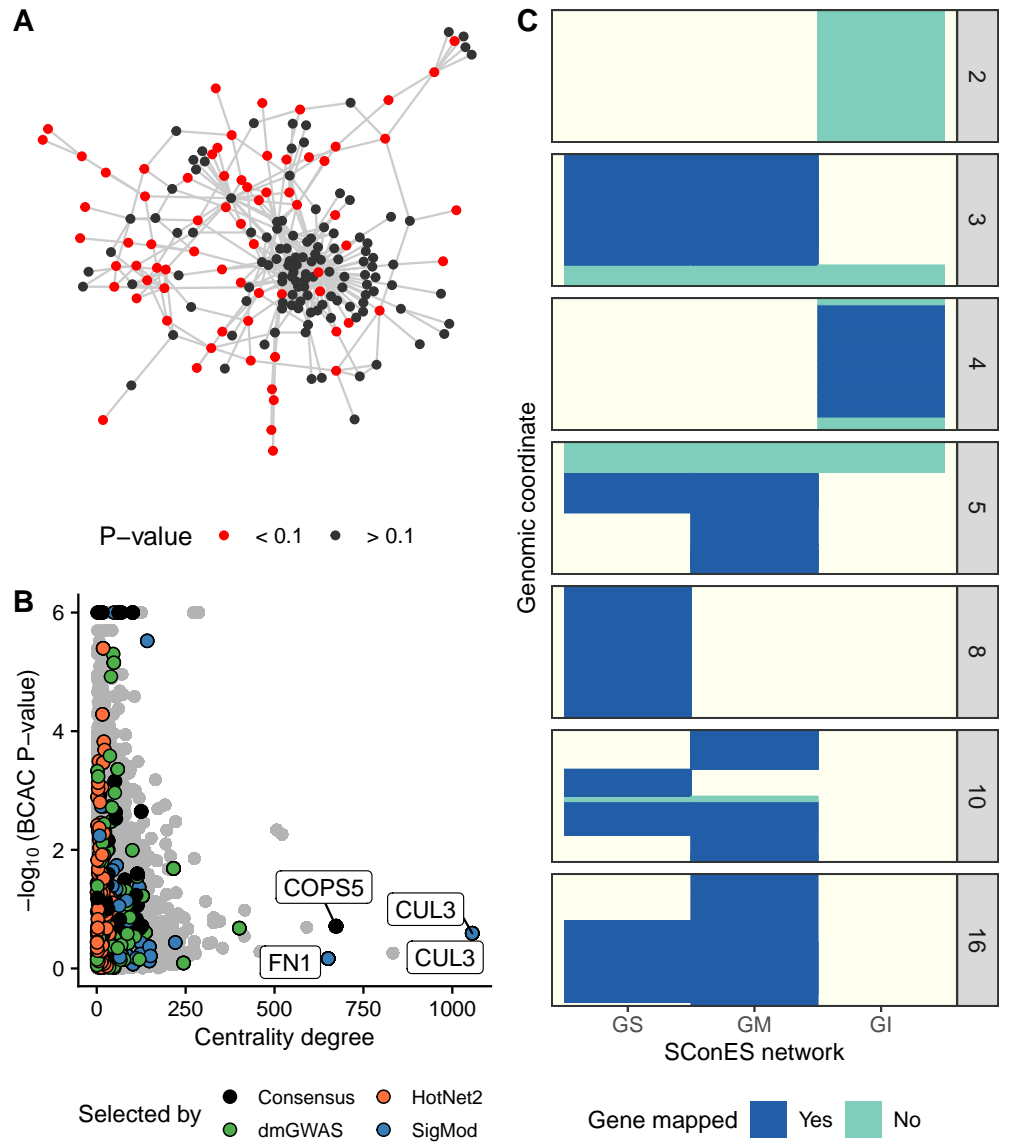 A
P−value < 0.1 > 0.1
B
−log10 (BCAC P−value)
6
4
2
0
COPS5
CUL3
FN1
CUL3
0 250 500 750 1000
Centrality degree
Selected by
Consensus HotNet2
dmGWAS SigMod
C
Genomic coordinate
2
3
4
5
8
10
16
GS GM GI
SConES network
Gene mapped Yes No